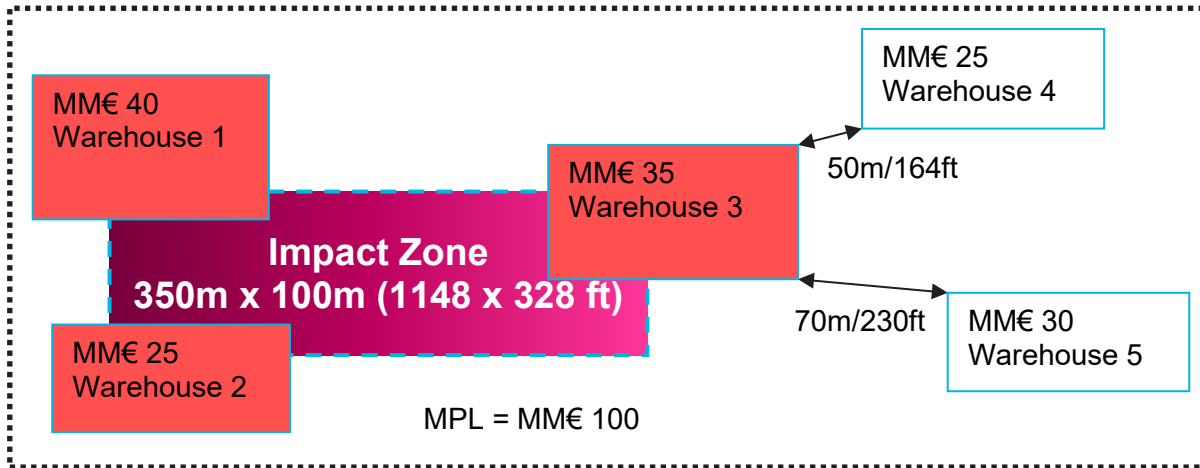 MM€ 40
Warehouse 1
MM€ 25
Warehouse 4
50m/164ft
MM€ 35
Warehouse 3
Impact Zone
350m x 100m (1148 x 328 ft)
70m/230ft
MM€ 30
Warehouse 5
MM€ 25
Warehouse 2
MPL = MM€ 100